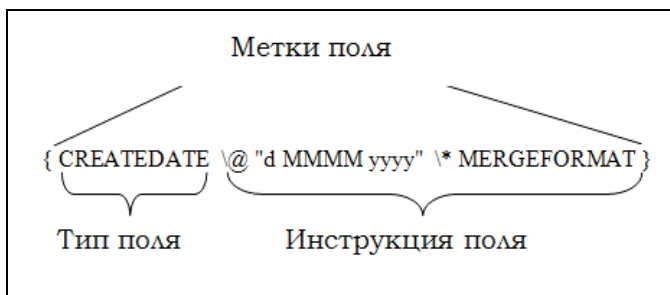 Метки поля
{ CREATEDATE \@ "d MMMM yyyy" \* MERGEFORMAT }
Тип поля Инструкция поля